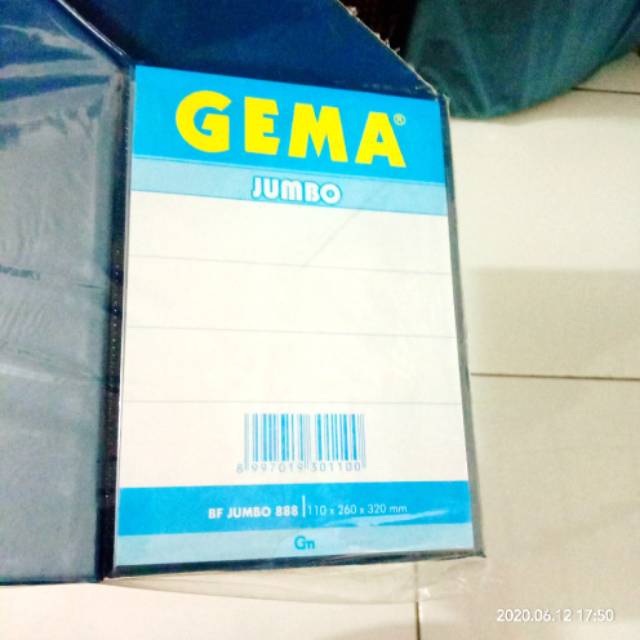 GEMA®
JUMBO
8 997019 301100
BF JUMBO 888 | 110 x 260 x 320 mm
Gm
2020.06.12 17:50